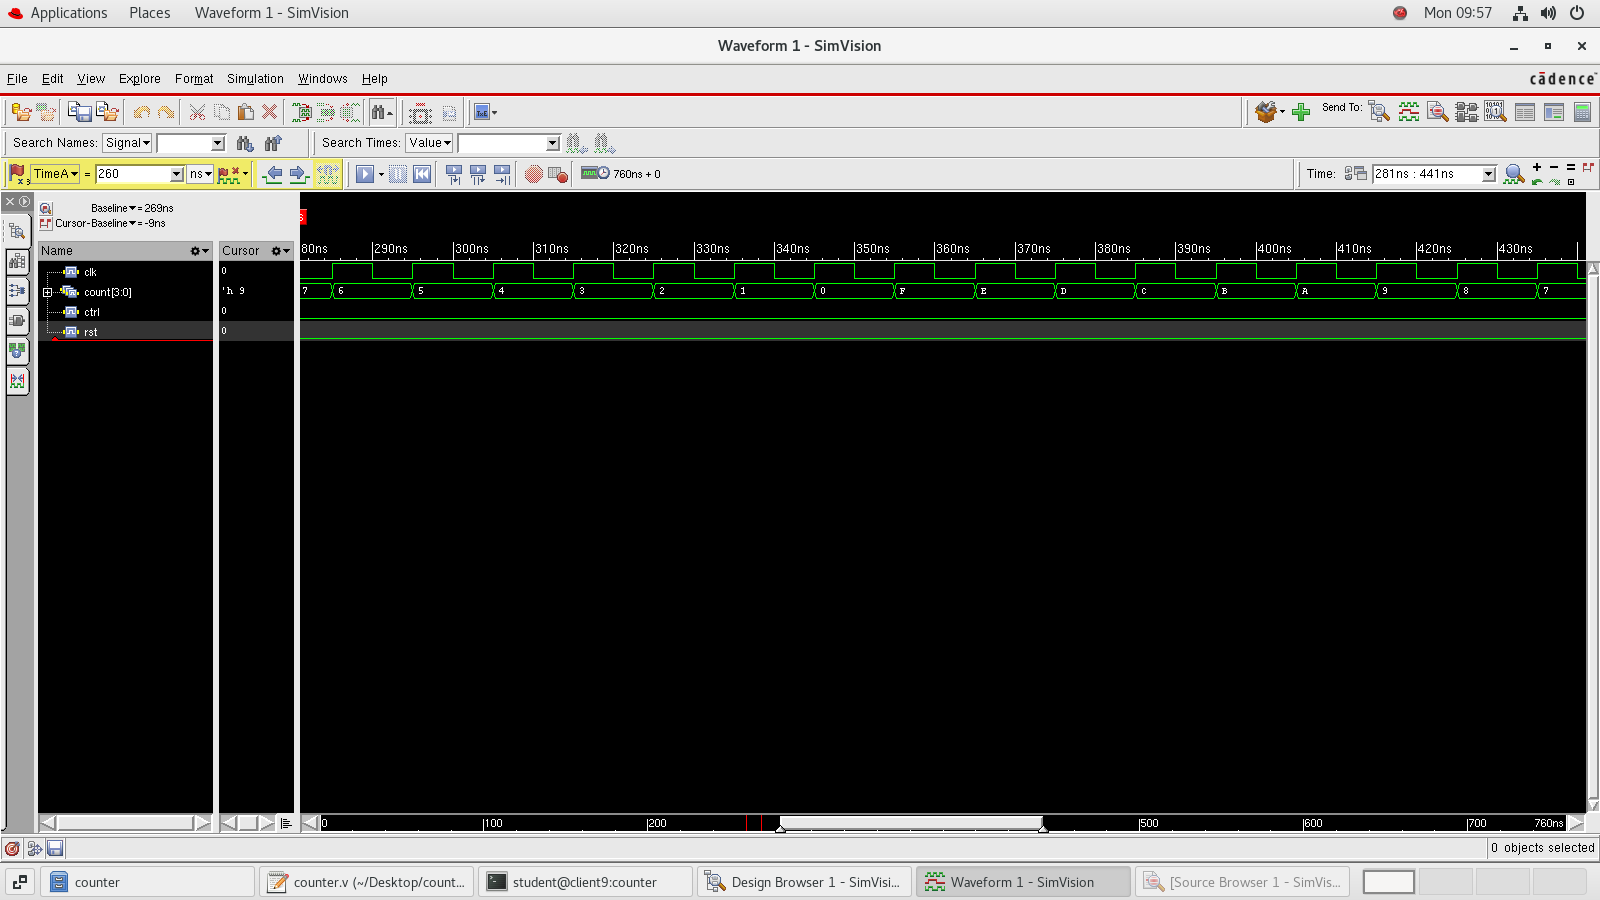 Applications Places Waveform 1 - SimVision Mon 09:57
Waveform 1 - SimVision
File Edit View Explore Format Simulation Windows Help cādence
Send To:
Search Names: Signal Search Times: Value
TimeA = 260 ns 760ns + 0 Time: 281ns : 441ns
Baseline = 269ns
Cursor-Baseline = -9ns
Name Cursor 80ns 290ns 300ns 310ns 320ns 330ns 340ns 350ns 360ns 370ns 380ns 390ns 400ns 410ns 420ns 430ns
clk 0
count[3:0] 'h 9 7 6 5 4 3 2 1 0 F E D C B A 9 8 7
ctrl 0
rst 0
0 100 200 500 600 700 760ns
0 objects selected
counter counter.v (~/Desktop/count... student@client9:counter Design Browser 1 - SimVisi... Waveform 1 - SimVision [Source Browser 1 - SimVis...